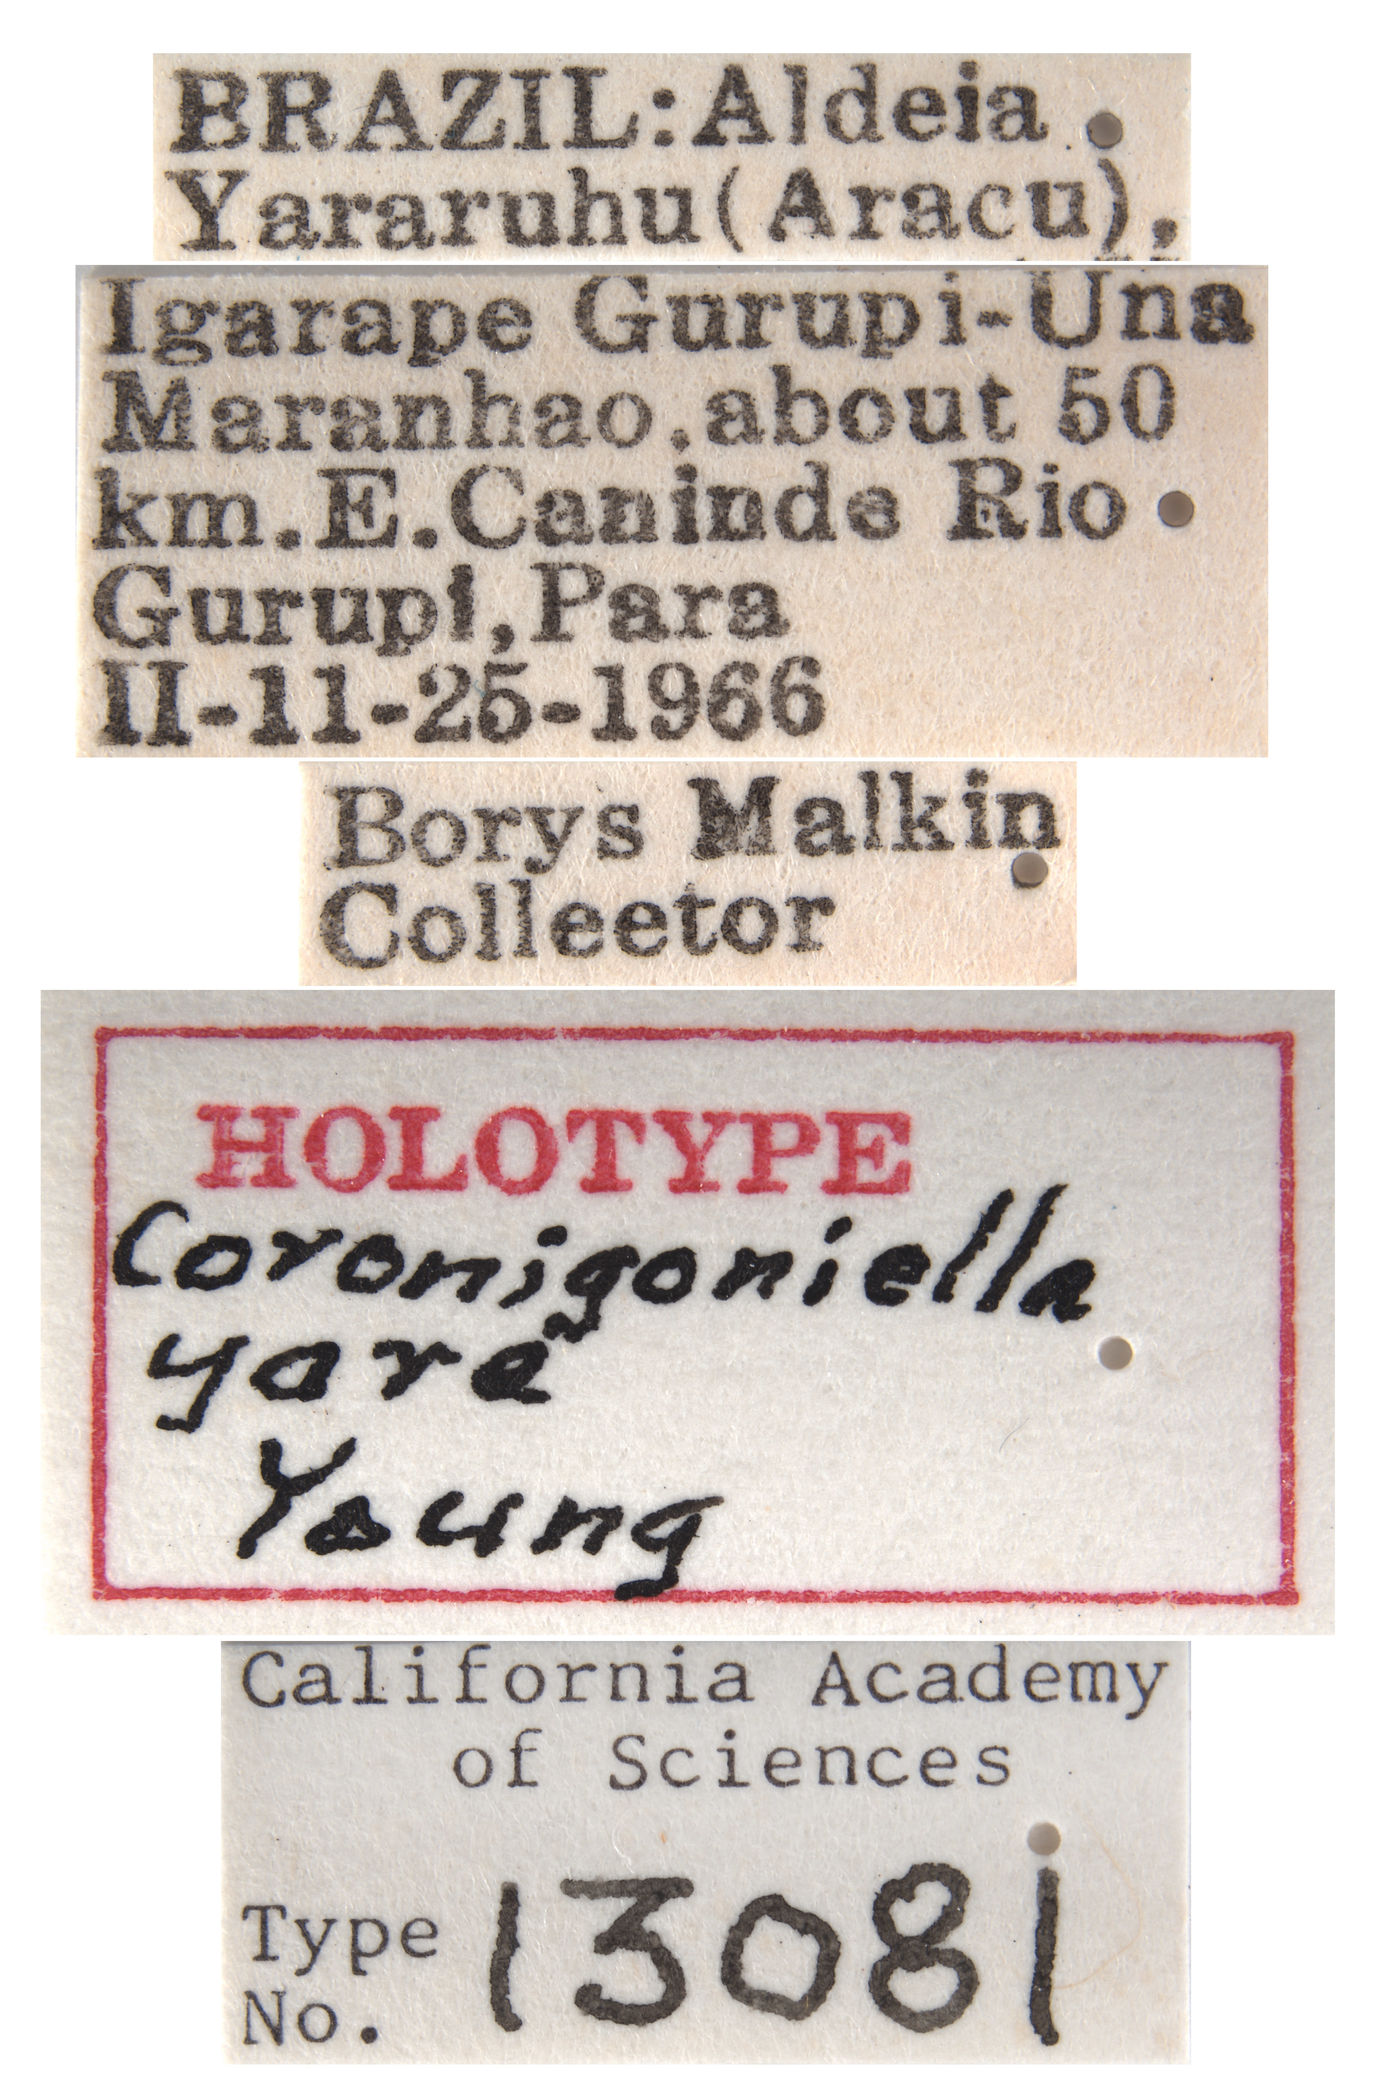 BRAZIL:Aldeia
Yararuhu(Aracu),
Igarape Gurupi-Una
Maranhao.about 50
km.E.Caninde Rio
Gurupi,Para
II-11-25-1966
Borys Malkin
Colleetor
HOLOTYPE
Coronigoniella
yare
Young
California Academy
of Sciences
Type
No. 13081